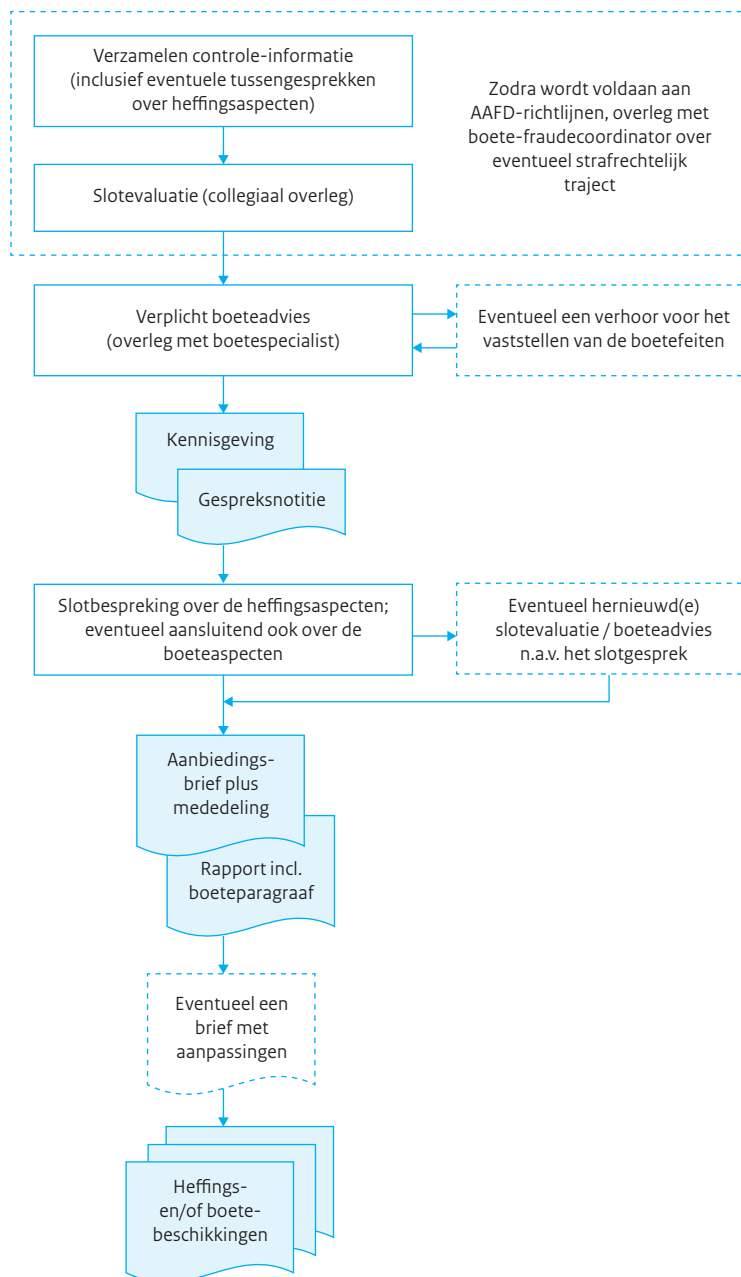 Verzamelen controle-informatie
(inclusief eventuele tussengesprekken
over heffingsaspecten)
Zodra wordt voldaan aan
AAFD-richtlijnen, overleg met
boete-fraudecoordinator over
eventueel strafrechtelijk
traject
Slotevaluatie (collegiaal overleg)
Verplicht boeteadvies
(overleg met boetespecialist)
Eventueel een verhoor voor het
vaststellen van de boetefeiten
Kennisgeving
Gespreksnotitie
Slotbespreking over de heffingsaspecten;
eventueel aansluitend ook over de
boeteaspecten
Eventueel hernieuwd(e)
slotevaluatie / boeteadvies
n.a.v. het slotgesprek
Aanbiedings-
brief plus
mededeling
Rapport incl.
boeteparagraaf
Eventueel een
brief met
aanpassingen
Heffings-
en/of boete-
beschikkingen